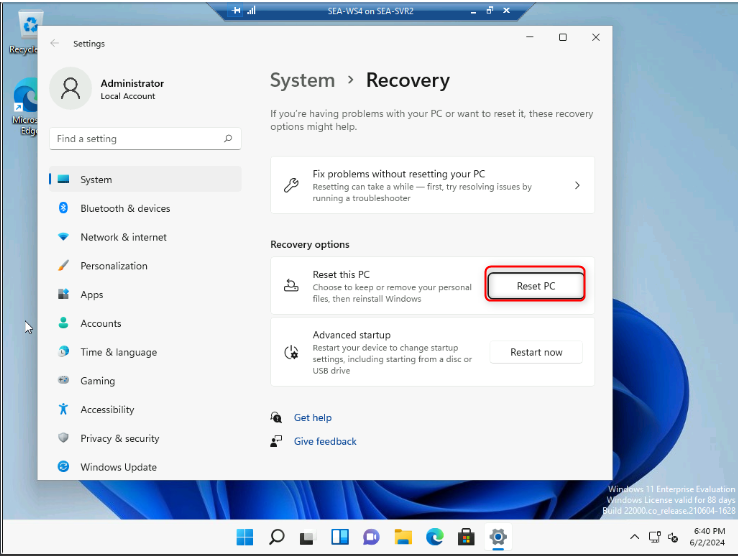 SEA-WS4 on SEA-SVR2
Settings
Administrator
Local Account
Find a setting
System
Bluetooth & devices
Network & internet
Personalization
Apps
Accounts
Time & language
Gaming
Accessibility
Privacy & security
Windows Update
System > Recovery
If you're having problems with your PC or want to reset it, these recovery
options might help.
Fix problems without resetting your PC
Resetting can take a while — first, try resolving issues by
running a troubleshooter
Recovery options
Reset this PC
Choose to keep or remove your personal
files, then reinstall Windows
Reset PC
Advanced startup
Restart your device to change startup
settings, including starting from a disc or
USB drive
Restart now
Get help
Give feedback
Windows 11 Enterprise Evaluation
Windows License valid for 88 days
Build 22000.co_release.210604-1628
6:40 PM
6/2/2024